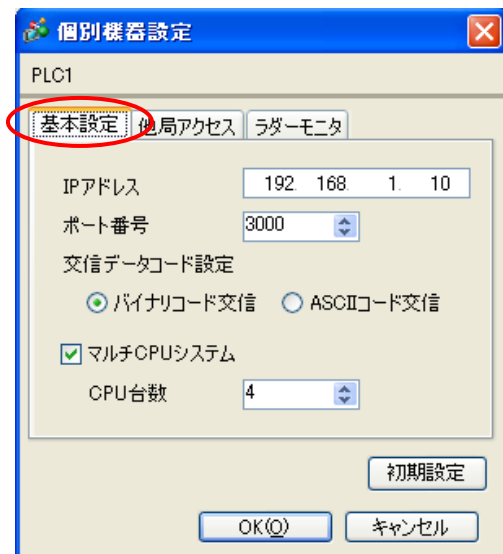 個別機器設定
PLC1
基本設定 他局アクセス ラダーモニタ
IPアドレス 192. 168. 1. 10
ポート番号 3000
交信データコード設定
バイナリコード交信 ASCIIコード交信
マルチCPUシステム
CPU台数 4
初期設定
OK(O) キャンセル